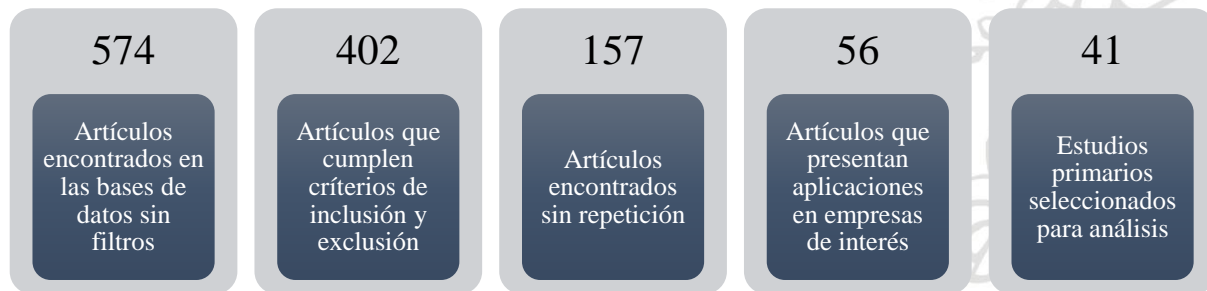 574
Artículos
encontrados en
las bases de
datos sin
filtros
402
Artículos que
cumplen
críterios de
inclusión y
exclusión
157
Artículos
encontrados
sin repetición
56
Artículos que
presentan
aplicaciones
en empresas
de interés
41
Estudios
primarios
seleccionados
para análisis